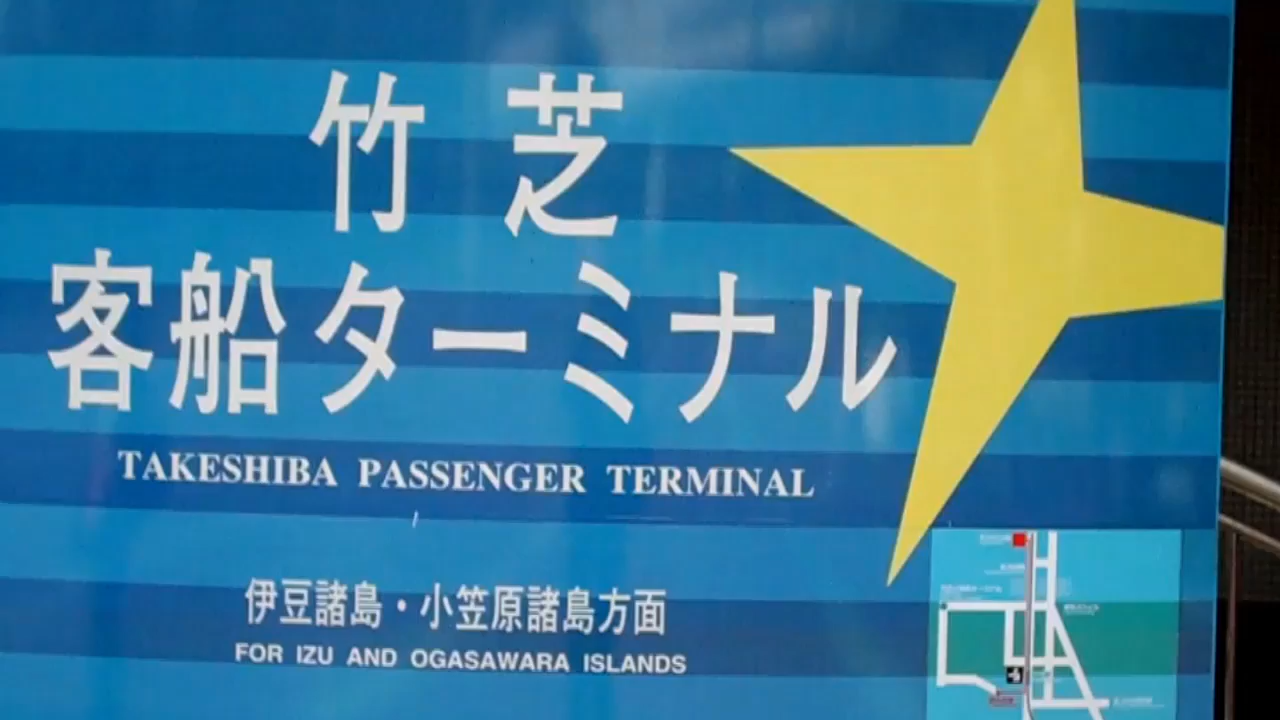 竹芝
客船ターミナル
TAKESHIBA PASSENGER TERMINAL
伊豆諸島・小笠原諸島方面
FOR IZU AND OGASAWARA ISLANDS